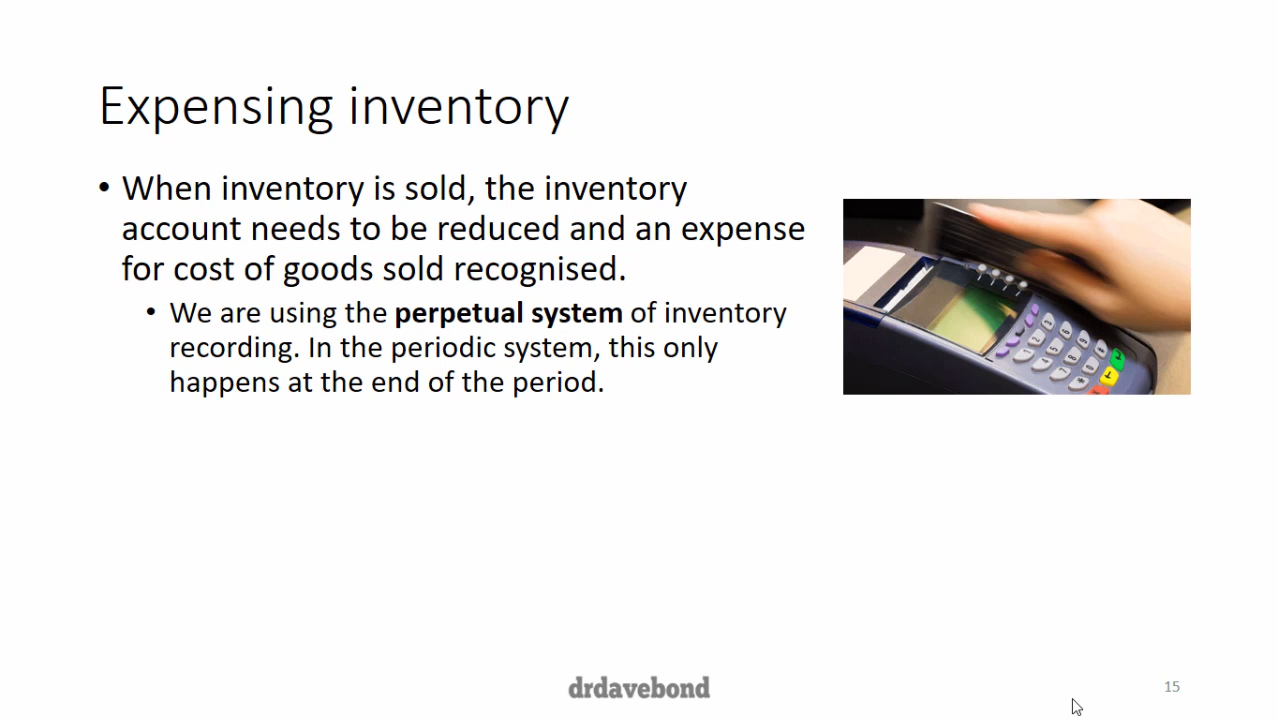 Expensing inventory
• When inventory is sold, the inventory
account needs to be reduced and an expense
for cost of goods sold recognised.
• We are using the perpetual system of inventory
recording. In the periodic system, this only
happens at the end of the period.
drdavebond
15